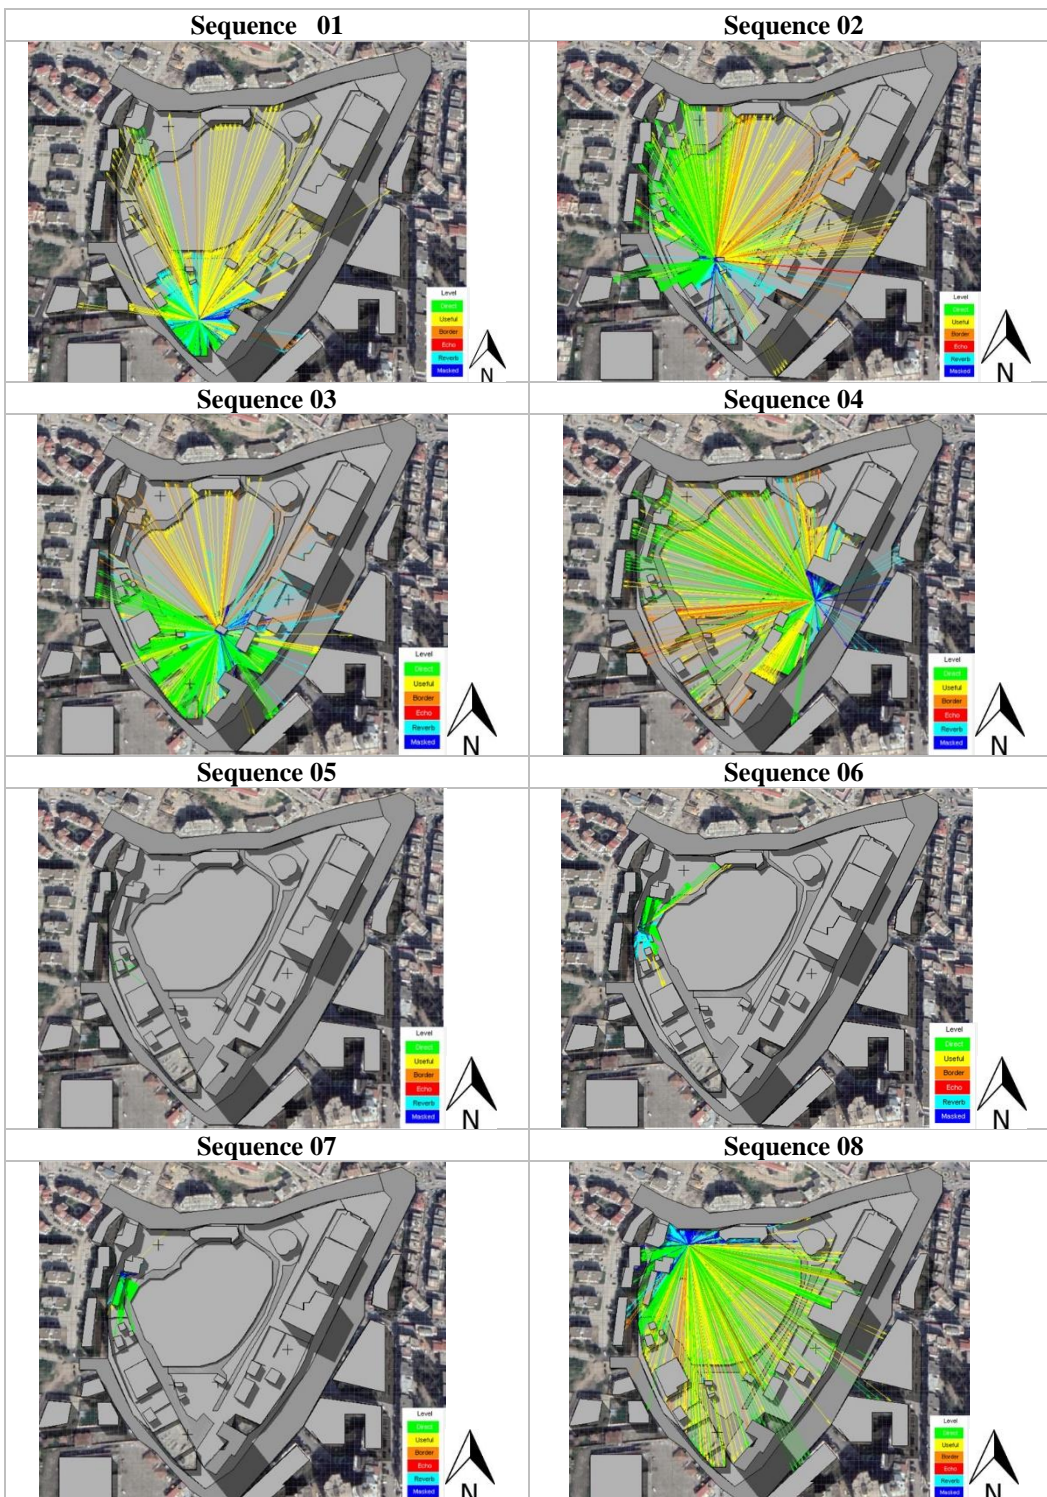 Sequence 01
Sequence 02
Level
Direct
Useful
Border
Echo
Reverb
Masked
N
Level
Direct
Useful
Border
Echo
Reverb
Masked
N
Sequence 03
Sequence 04
Level
Direct
Useful
Border
Echo
Reverb
Masked
N
Level
Direct
Useful
Border
Echo
Reverb
Masked
N
Sequence 05
Sequence 06
Level
Direct
Useful
Border
Echo
Reverb
Masked
N
Level
Direct
Useful
Border
Echo
Reverb
Masked
N
Sequence 07
Sequence 08
Level
Direct
Useful
Border
Echo
Reverb
Masked
N
Level
Direct
Useful
Border
Echo
Reverb
Masked
N